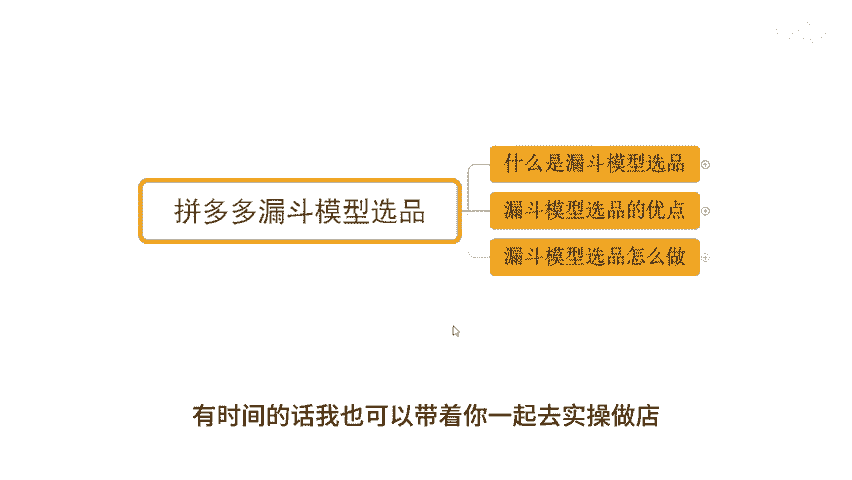 什么是漏斗模型选品
拼多多漏斗模型选品
漏斗模型选品的优点
漏斗模型选品怎么做
有时间的话我也可以带着你一起去实操做店